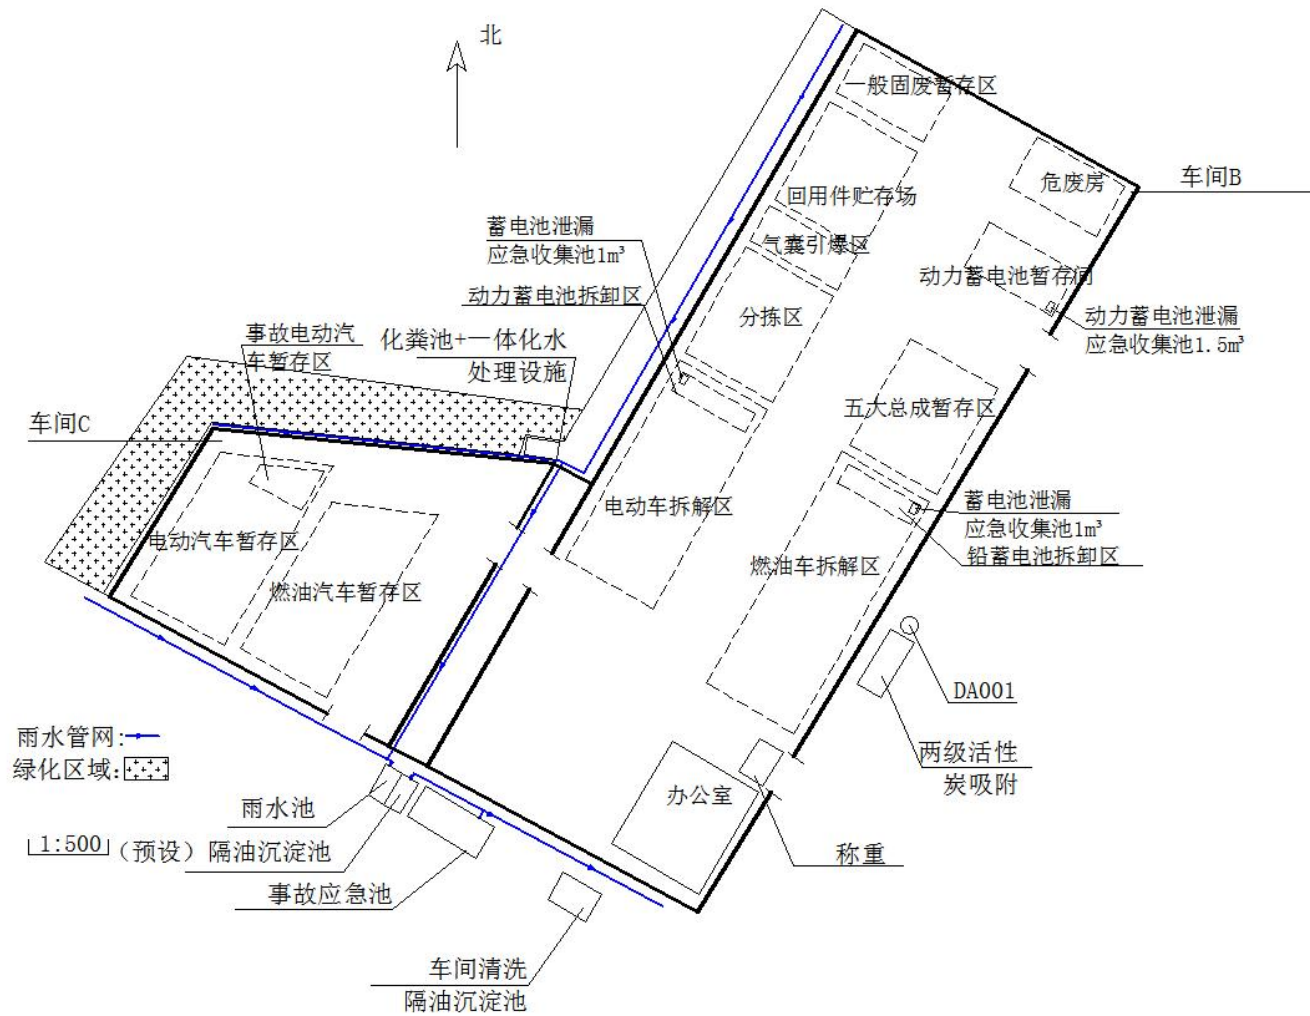 北
一般固废暂存区
危废房
车间B
回用件贮存场
蓄电池泄漏
应急收集池1m³
气囊引爆区
动力蓄电池暂存间
动力蓄电池拆卸区
分拣区
动力蓄电池泄漏
应急收集池1.5m³
事故电动汽
车暂存区
化粪池+一体化水
处理设施
车间C
五大总成暂存区
电动车拆解区
蓄电池泄漏
应急收集池1m³
铅蓄电池拆卸区
电动汽车暂存区
燃油汽车暂存区
燃油车拆解区
DA001
雨水管网:
绿化区域:
两级活性
炭吸附
办公室
雨水池
1:500
(预设)隔油沉淀池
称重
事故应急池
车间清洗
隔油沉淀池